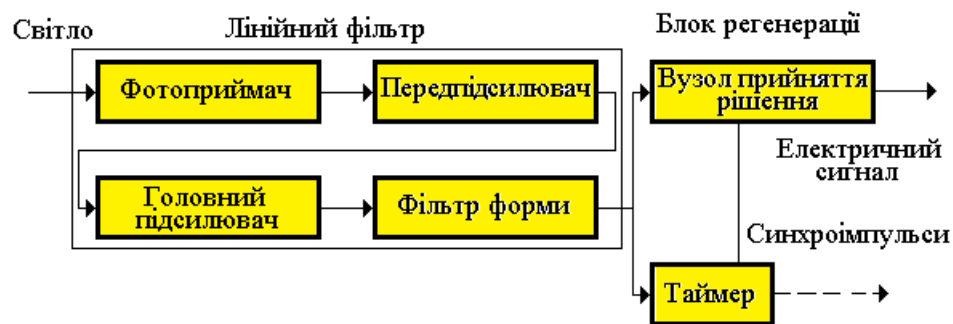 Світло
Лінійний фільтр
Блок регенерації
Фотоприймач
Передпідсилювач
Вузол прийняття
рішення
Електричний
сигнал
Головний
підсилювач
Фільтр форми
Синхроімпульси
Таймер